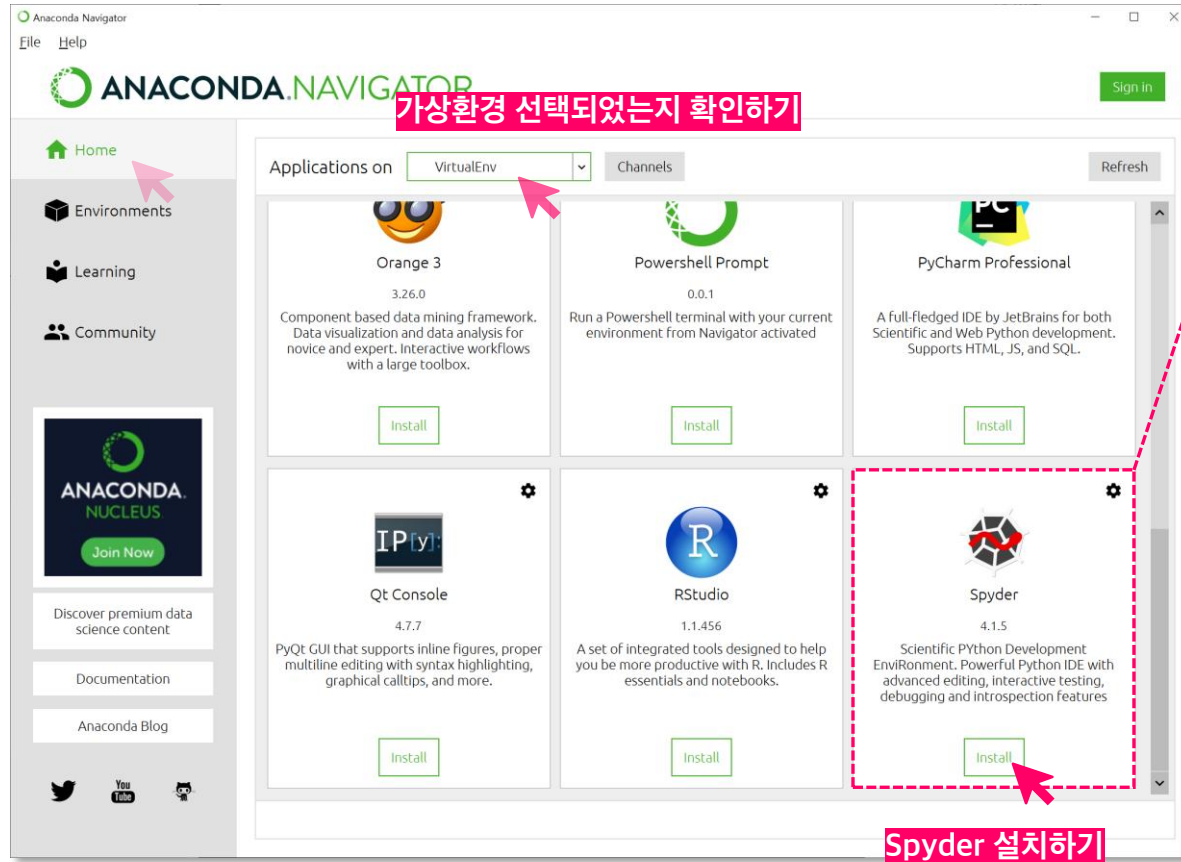 Anaconda Navigator
File Help
ANACONDA.NAVIGATOR
Sign in
가상환경 선택되었는지 확인하기
Home
Environments
Learning
Community
ANACONDA.
NUCLEUS
Join Now
Discover premium data
science content
Documentation
Anaconda Blog
You
Tube
Applications on VirtualEnv Channels Refresh
Orange 3
3.26.0
Component based data mining framework.
Data visualization and data analysis for
novice and expert. Interactive workflows
with a large toolbox.
Install
Powershell Prompt
0.0.1
Run a Powershell terminal with your current
environment from Navigator activated
Install
PC
PyCharm Professional
A full-fledged IDE by JetBrains for both
Scientific and Web Python development.
Supports HTML, JS, and SQL.
Install
IP[y]:
Qt Console
4.7.7
PyQt GUI that supports inline figures, proper
multiline editing with syntax highlighting,
graphical calltips, and more.
Install
R
RStudio
1.1.456
A set of integrated tools designed to help
you be more productive with R. Includes R
essentials and notebooks.
Install
Spyder
4.1.5
Scientific PYthon Development
EnviRonment. Powerful Python IDE with
advanced editing, interactive testing,
debugging and introspection features
Install
Spyder 설치하기